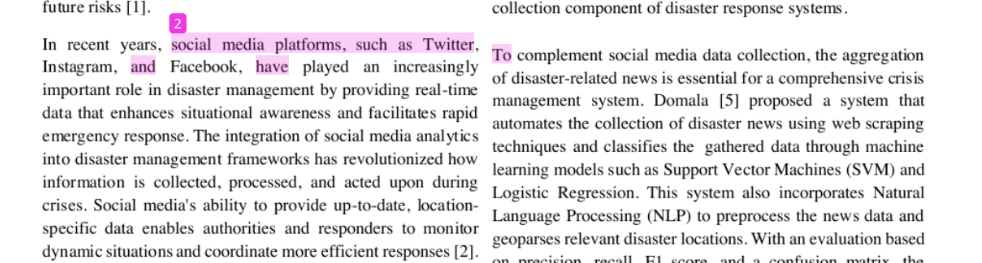 future risks [1].
2
In recent years, social media platforms, such as Twitter,
Instagram, and Facebook, have played an increasingly
important role in disaster management by providing real-time
data that enhances situational awareness and facilitates rapid
emergency response. The integration of social media analytics
into disaster management frameworks has revolutionized how
information is collected, processed, and acted upon during
crises. Social media's ability to provide up-to-date, location-
specific data enables authorities and responders to monitor
dynamic situations and coordinate more efficient responses [2].
collection component of disaster response systems.
To complement social media data collection, the aggregation
of disaster-related news is essential for a comprehensive crisis
management system. Domala [5] proposed a system that
automates the collection of disaster news using web scraping
techniques and classifies the gathered data through machine
learning models such as Support Vector Machines (SVM) and
Logistic Regression. This system also incorporates Natural
Language Processing (NLP) to preprocess the news data and
geoparses relevant disaster locations. With an evaluation based
on precision, recall, F1 score, and a confusion matrix, the